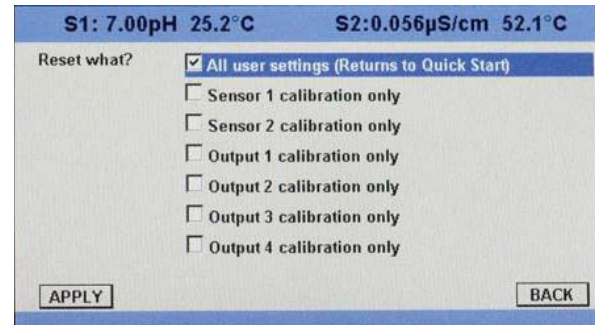 S1: 7.00pH 25.2°C S2:0.056µS/cm 52.1°C
Reset what?
All user settings (Returns to Quick Start)
Sensor 1 calibration only
Sensor 2 calibration only
Output 1 calibration only
Output 2 calibration only
Output 3 calibration only
Output 4 calibration only
APPLY
BACK